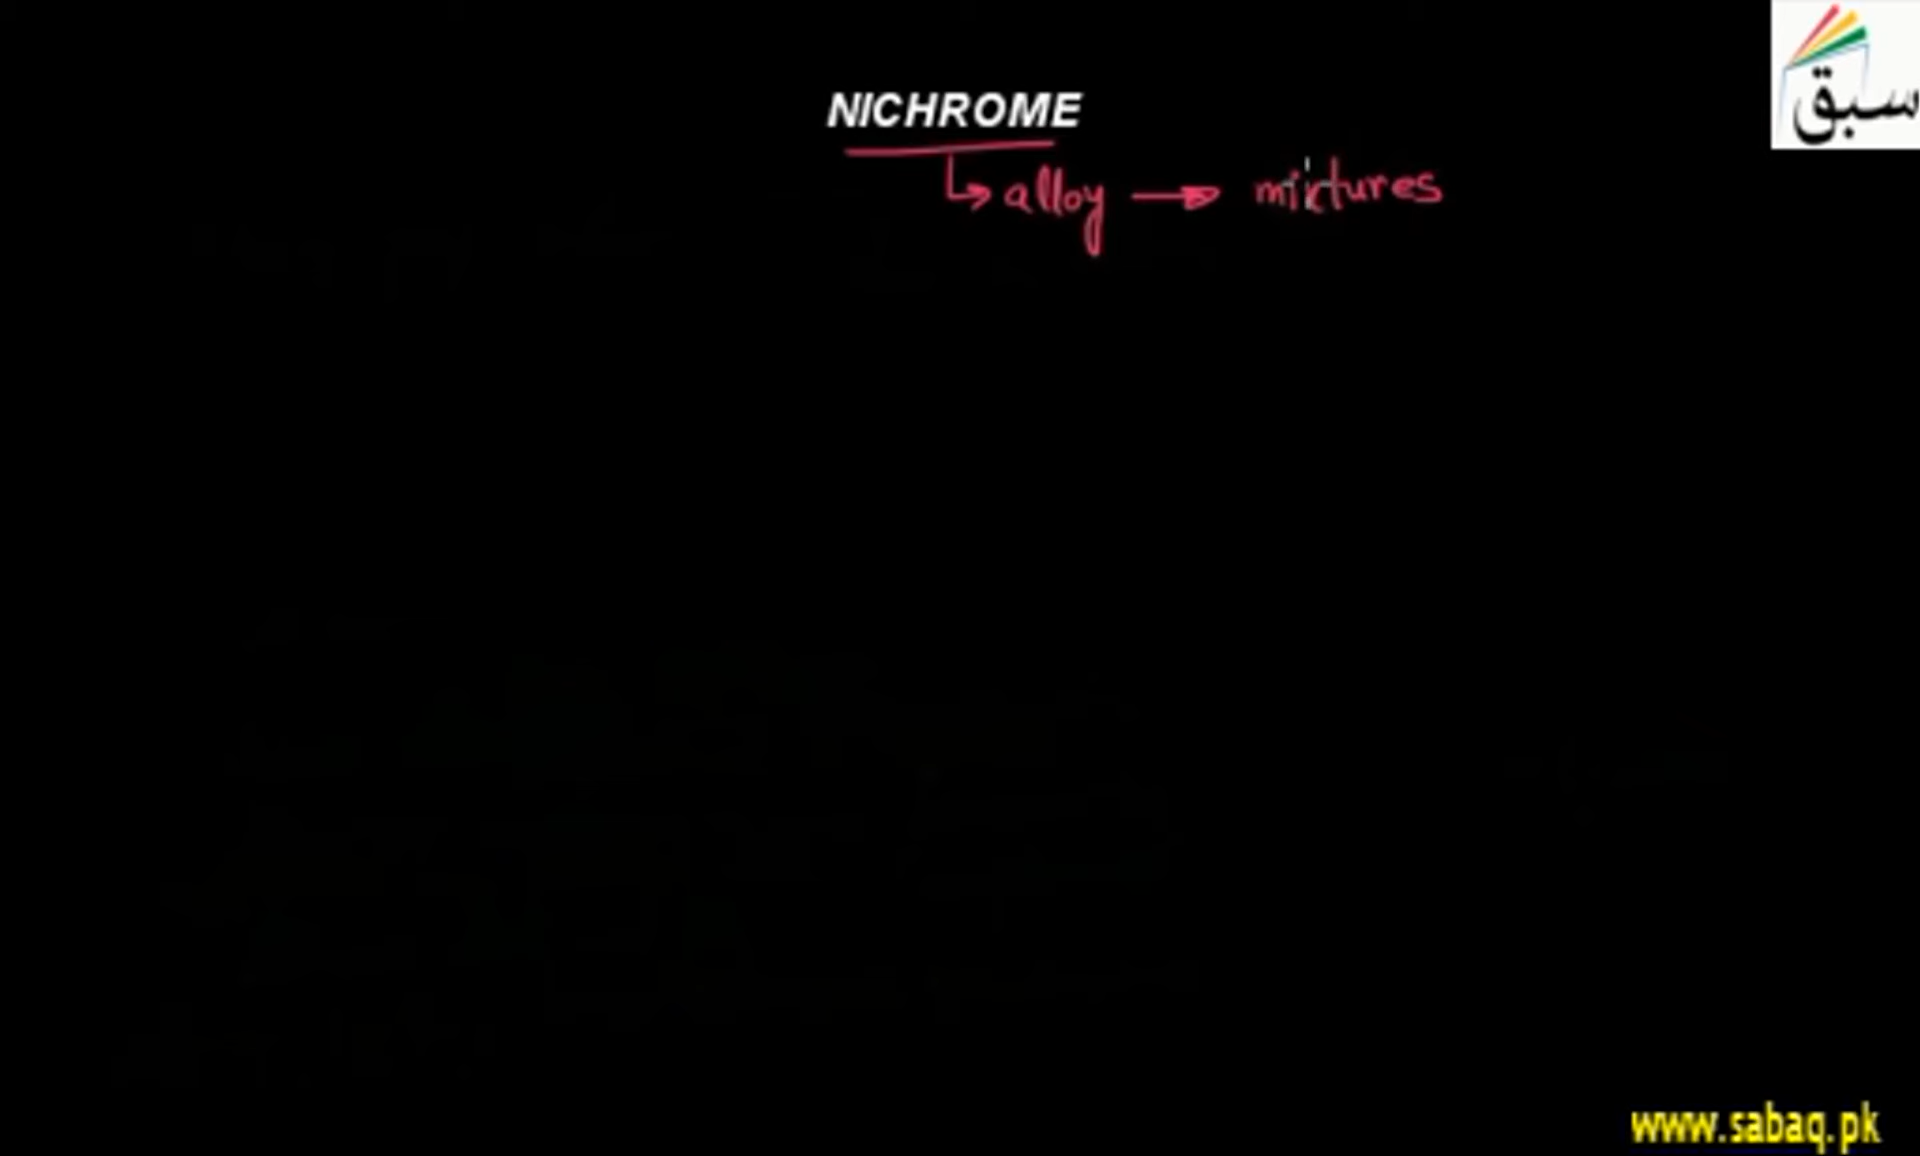 سبق
NICHROME
↳ alloy → mixtures
www.sabaq.pk